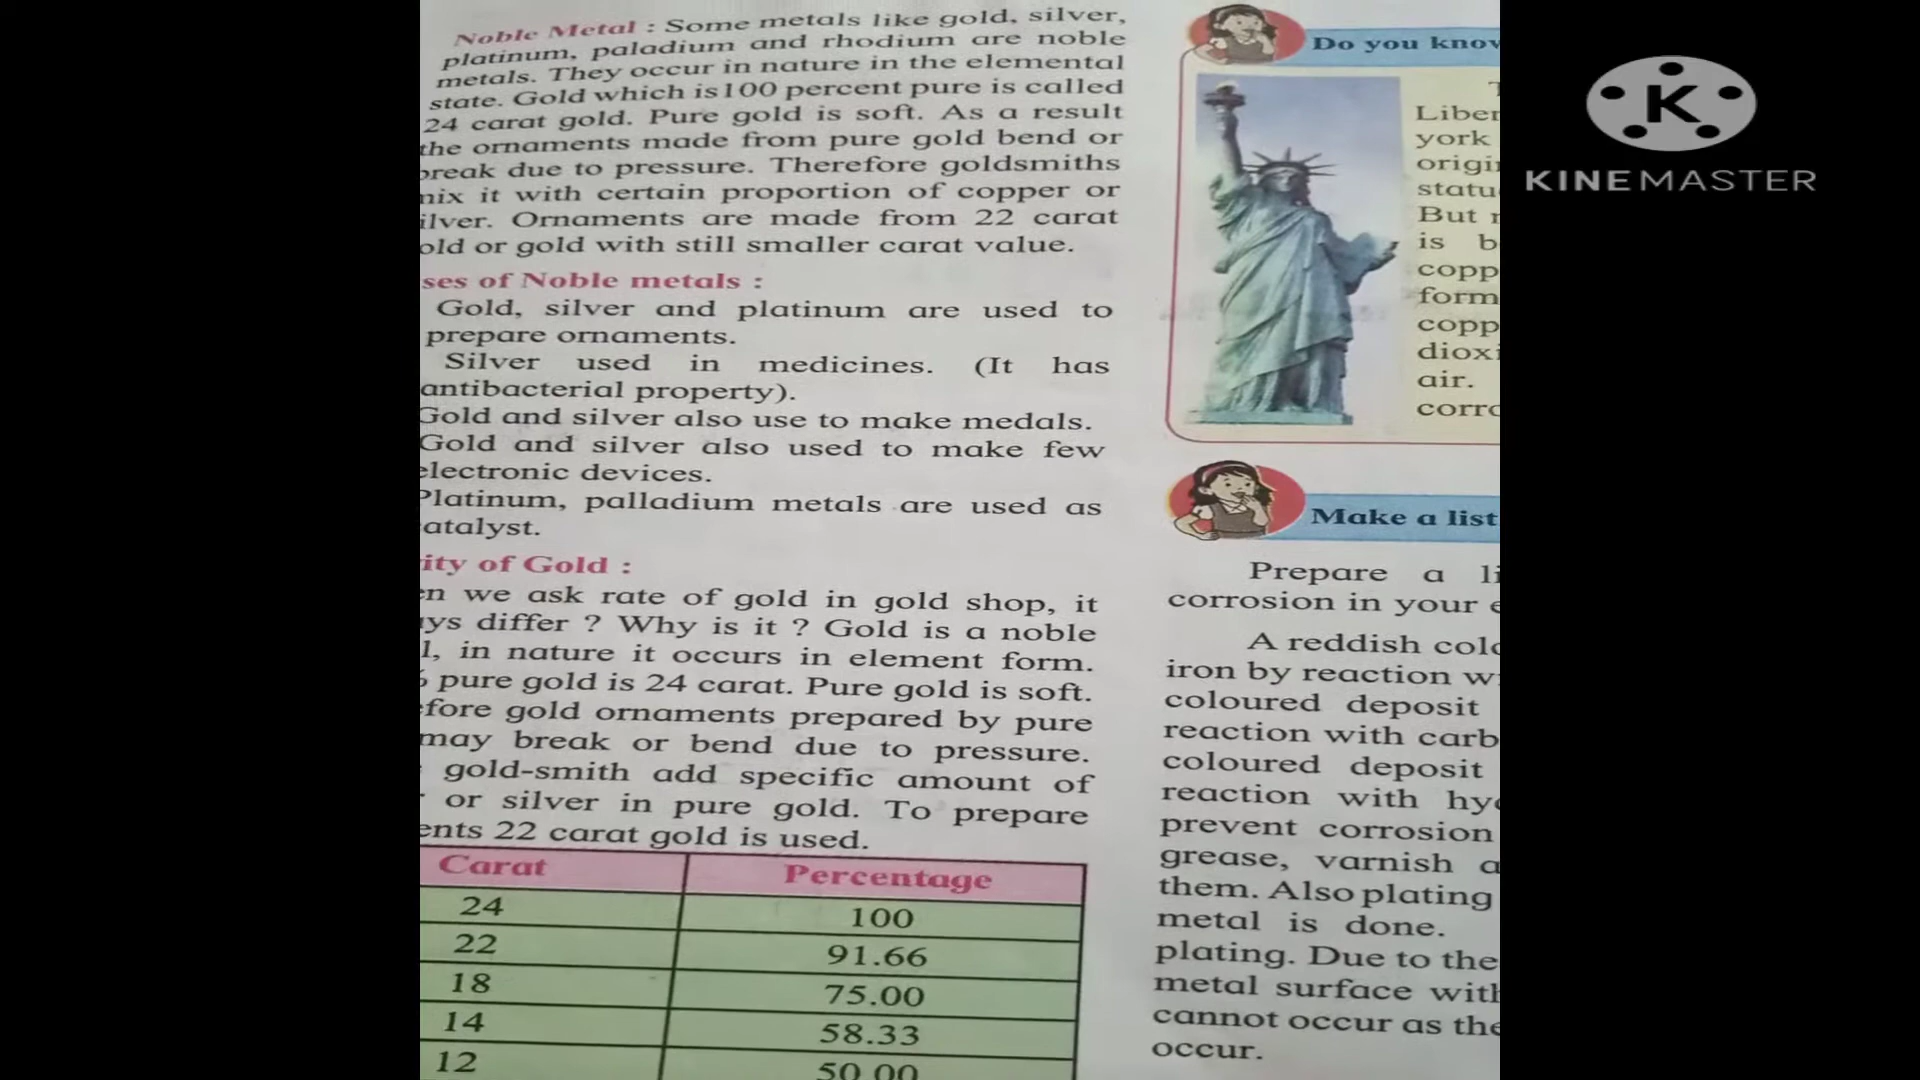 Noble Metal : Some metals like gold, silver,
platinum, paladium and rhodium are noble
metals. They occur in nature in the elemental
state. Gold which is 100 percent pure is called
24 carat gold. Pure gold is soft. As a result
the ornaments made from pure gold bend or
break due to pressure. Therefore goldsmiths
mix it with certain proportion of copper or
silver. Ornaments are made from 22 carat
gold or gold with still smaller carat value.
ses of Noble metals :
Gold, silver and platinum are used to
prepare ornaments.
Silver used in medicines. (It has
antibacterial property).
Gold and silver also use to make medals.
Gold and silver also used to make few
electronic devices.
Platinum, palladium metals are used as
catalyst.
ity of Gold :
en we ask rate of gold in gold shop, it
ays differ ? Why is it ? Gold is a noble
l, in nature it occurs in element form.
pure gold is 24 carat. Pure gold is soft.
efore gold ornaments prepared by pure
may break or bend due to pressure.
gold-smith add specific amount of
r or silver in pure gold. To prepare
ents 22 carat gold is used.
Carat Percentage
24 100
22 91.66
18 75.00
14 58.33
12 50.00
Do you know
T
Liber
york
origi
statu
But
is b
copp
form
copp
diox
air.
corro
Make a list
Prepare a li
corrosion in your e
A reddish colo
iron by reaction w
coloured deposit
reaction with carb
coloured deposit
reaction with hy
prevent corrosion
grease, varnish a
them. Also plating
metal is done.
plating. Due to the
metal surface with
cannot occur as the
occur.
K
KINEMASTER